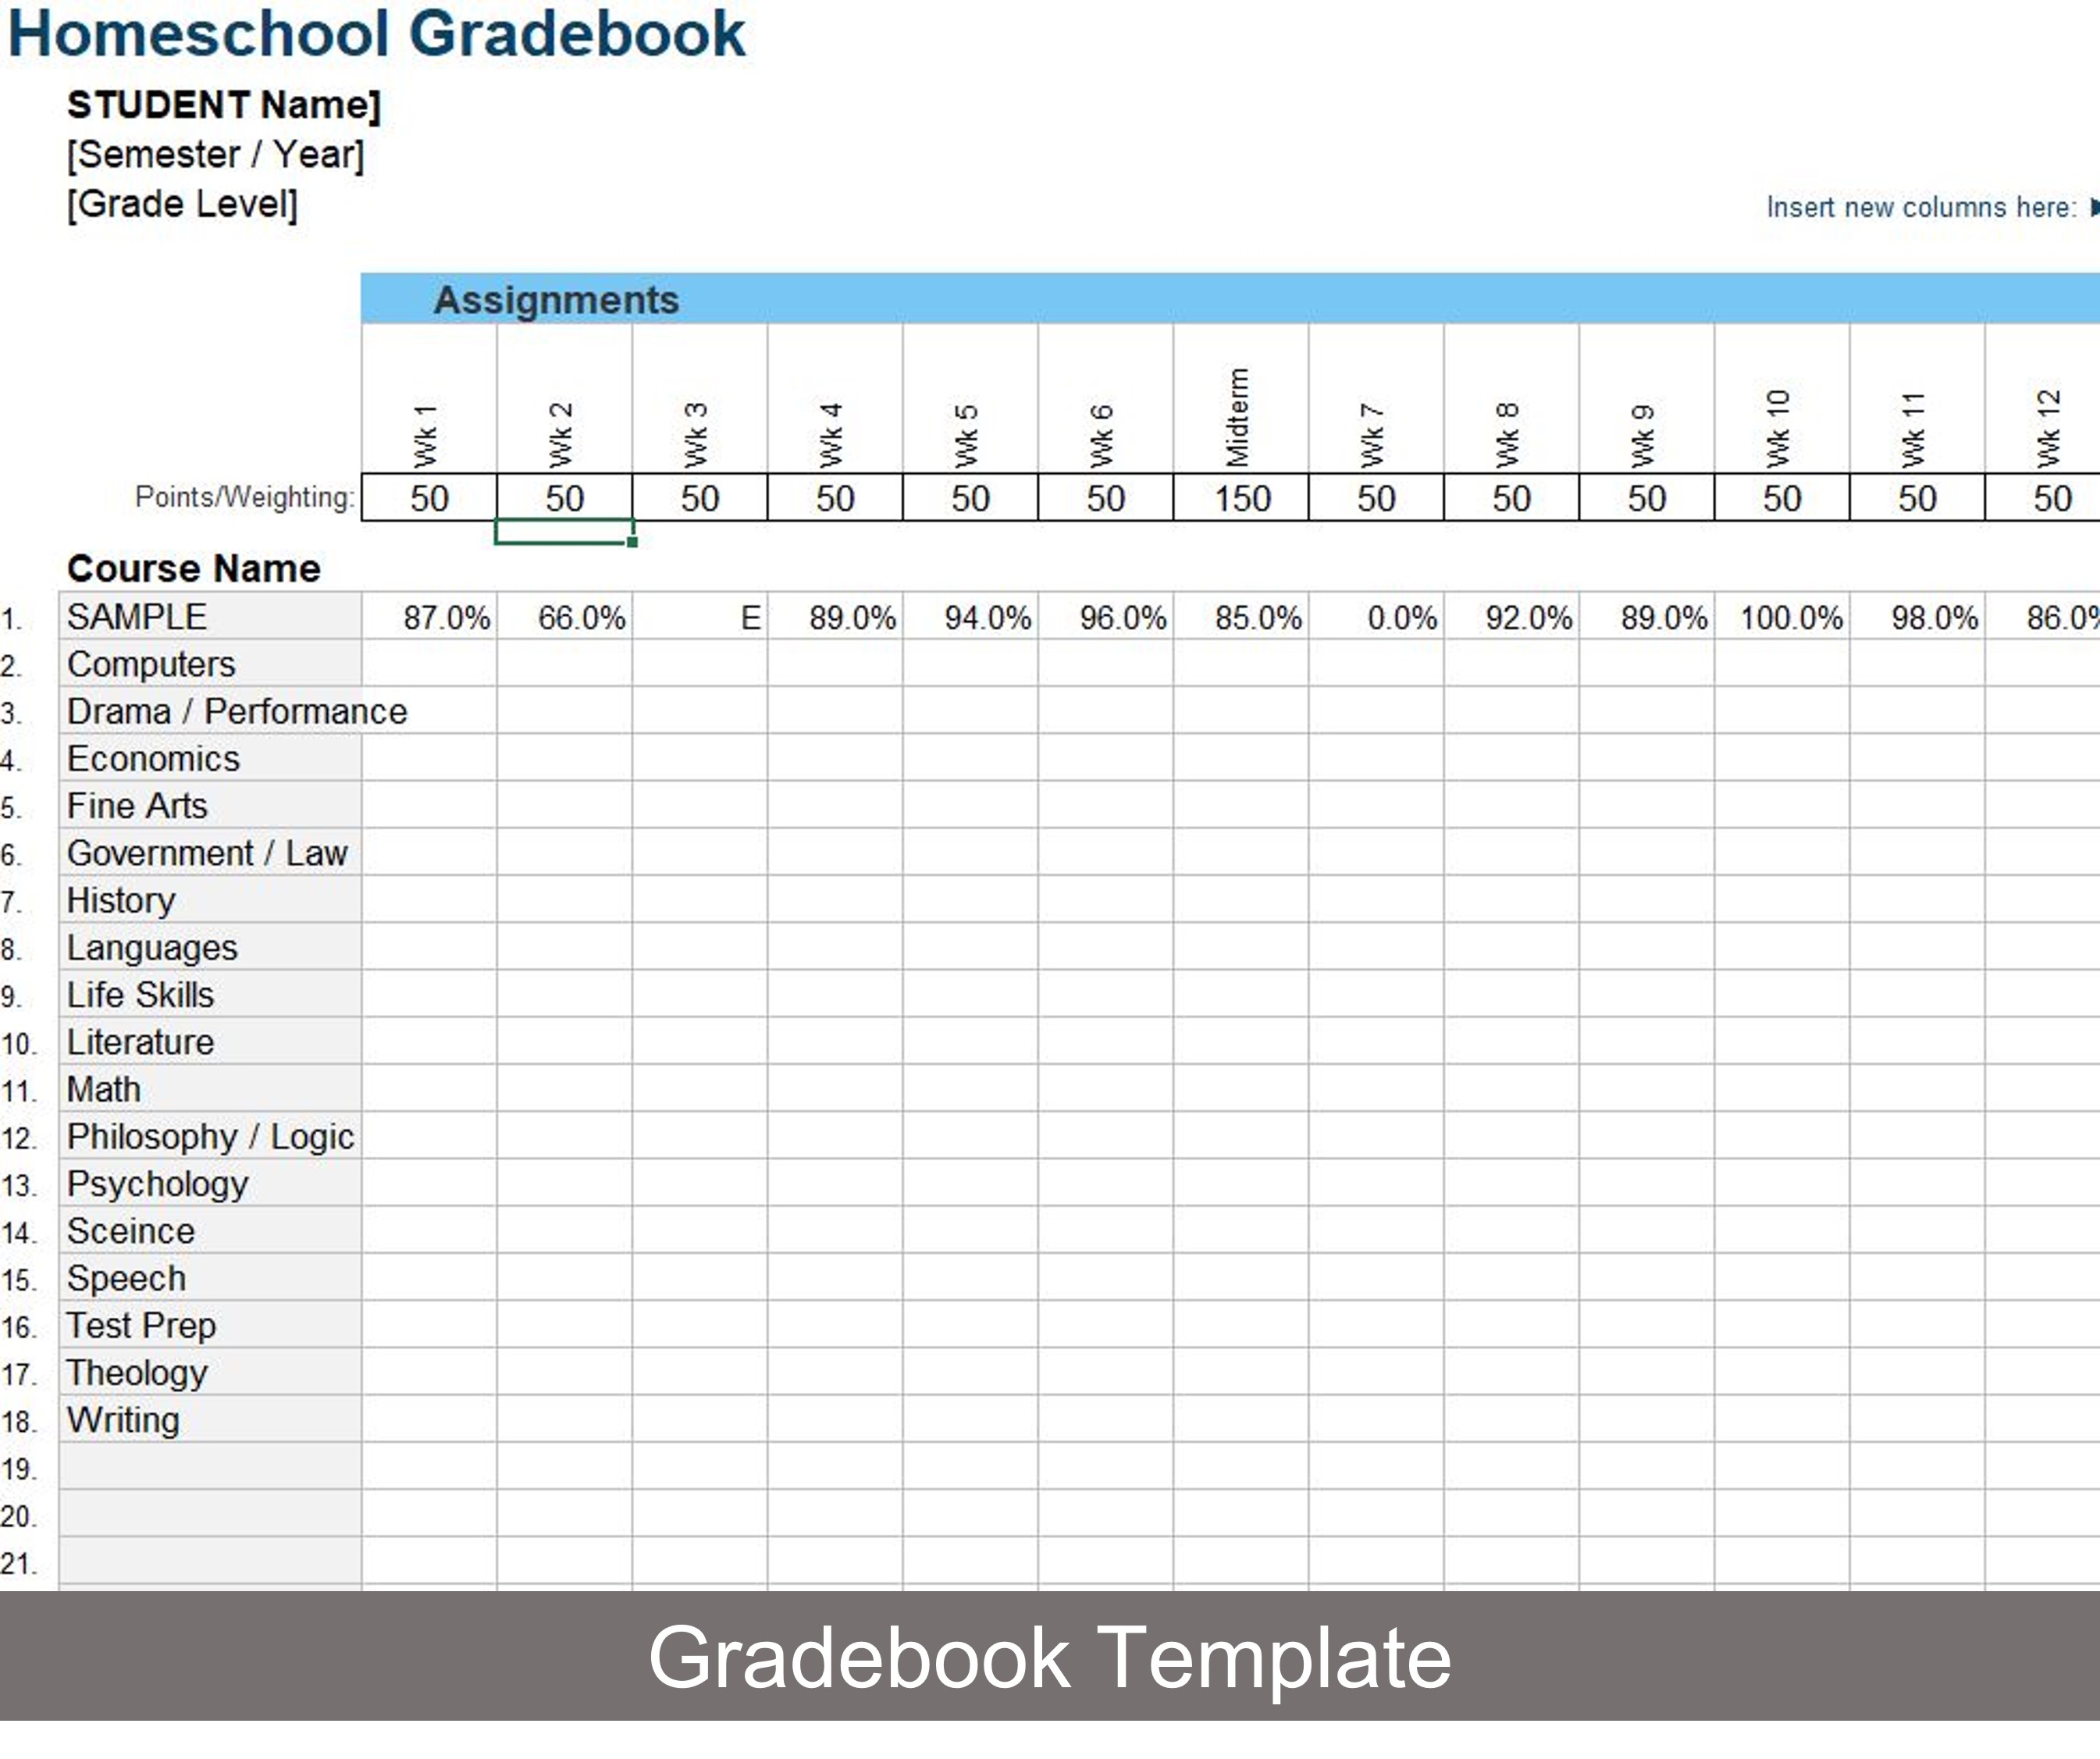 Homeschool Gradebook
STUDENT Name]
[Semester / Year]
[Grade Level]
Insert new columns here:
Assignments
Wk 1 Wk 2 Wk 3 Wk 4 Wk 5 Wk 6 Midterm Wk 7 Wk 8 Wk 9 Wk 10 Wk 11 Wk 12
Points/Weighting: 50 50 50 50 50 50 150 50 50 50 50 50 50
Course Name
1. SAMPLE 87.0% 66.0% E 89.0% 94.0% 96.0% 85.0% 0.0% 92.0% 89.0% 100.0% 98.0% 86.0%
2. Computers
3. Drama / Performance
4. Economics
5. Fine Arts
6. Government / Law
7. History
8. Languages
9. Life Skills
10. Literature
11. Math
12. Philosophy / Logic
13. Psychology
14. Sceince
15. Speech
16. Test Prep
17. Theology
18. Writing
19.
20.
21.
Gradebook Template